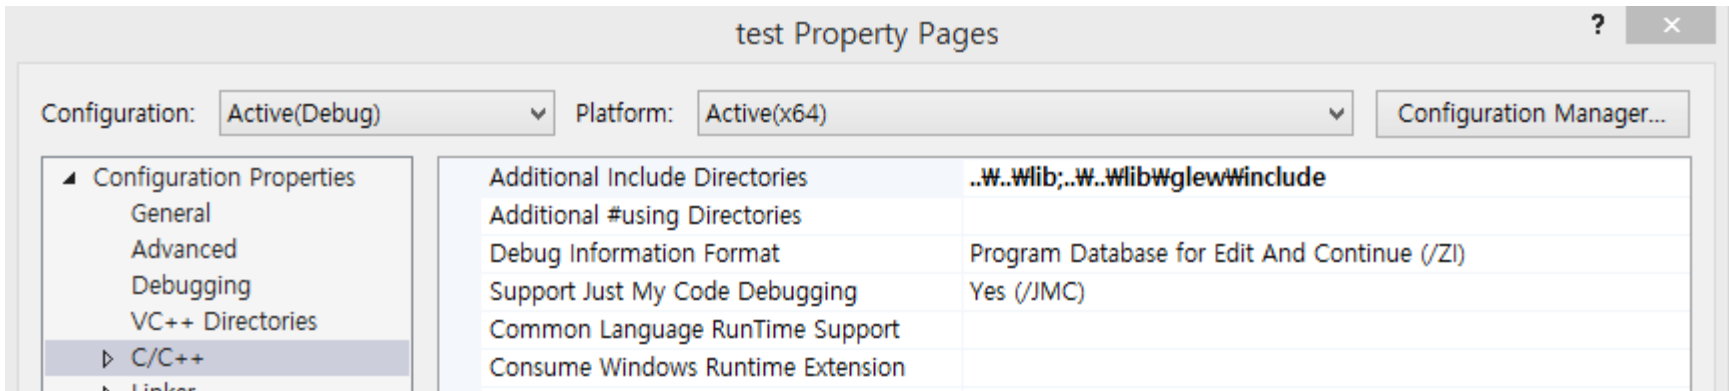 test Property Pages
?
Configuration: Active(Debug) Platform: Active(x64) Configuration Manager...
Configuration Properties
General
Advanced
Debugging
VC++ Directories
C/C++
Linker
Additional Include Directories ..₩..₩lib;..₩..₩lib₩glew₩include
Additional #using Directories
Debug Information Format Program Database for Edit And Continue (/ZI)
Support Just My Code Debugging Yes (/JMC)
Common Language RunTime Support
Consume Windows Runtime Extension